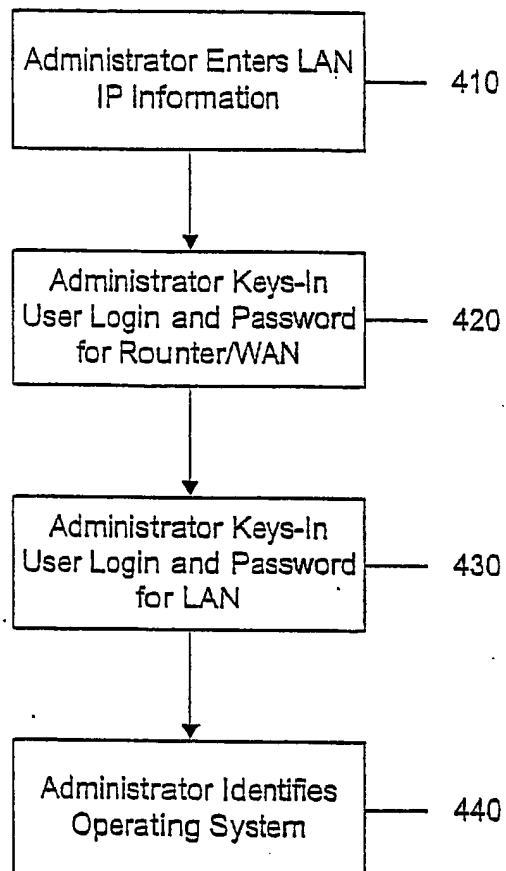 Administrator Enters LAN
IP Information
410
Administrator Keys-In
User Login and Password
for Rounter/WAN
420
Administrator Keys-In
User Login and Password
for LAN
430
Administrator Identifies
Operating System
440